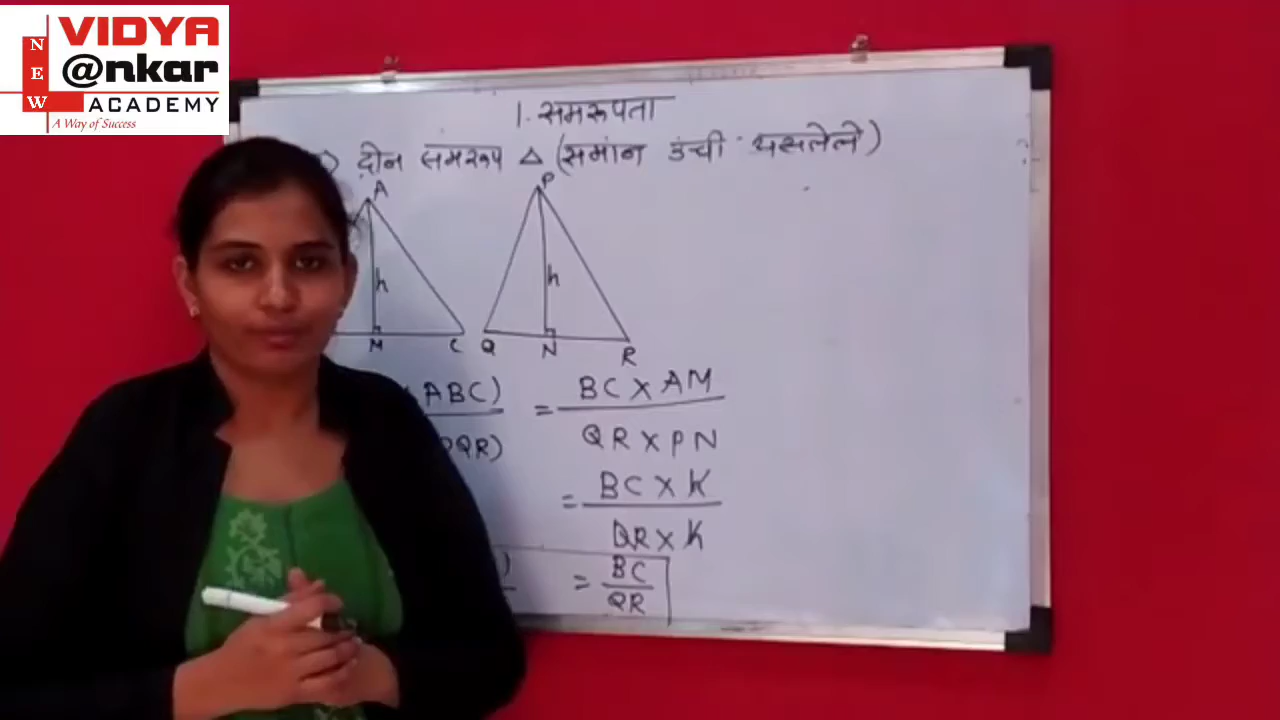 VIDYA
NEW @nkar
ACADEMY
A Way of Success
1. समरूपता
) दोन समरूप △ (समांन उंची असलेले)
A P
h h
M C Q N R
ABC) = BC X AM
PQR) QR X PN
= BC X h
QR X h
) = BC
QR